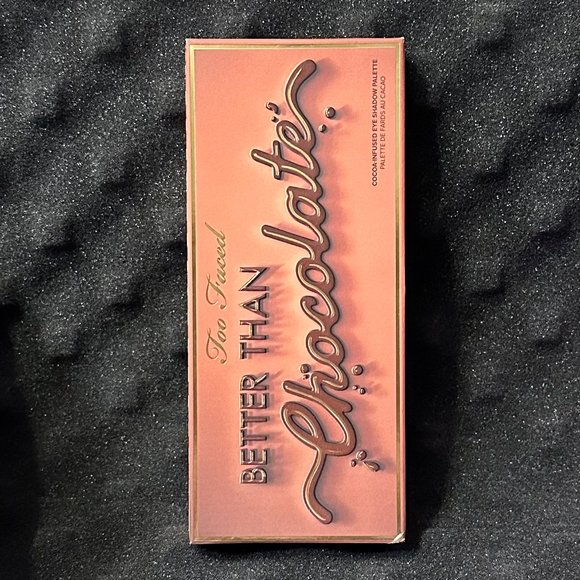 Too Faced
BETTER THAN
Chocolate
COCOA-INFUSED EYE SHADOW PALETTE
PALETTE DE FARDS AU CACAO